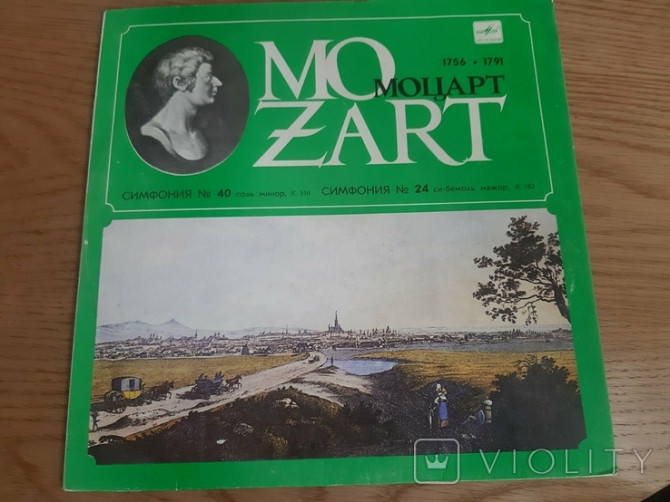 MO
1756 • 1791
МОЦАРТ
ZART
СИМФОНИЯ № 40 соль минор, К. 550 СИМФОНИЯ № 24 си-бемоль мажор, К. 182
VIOLITY